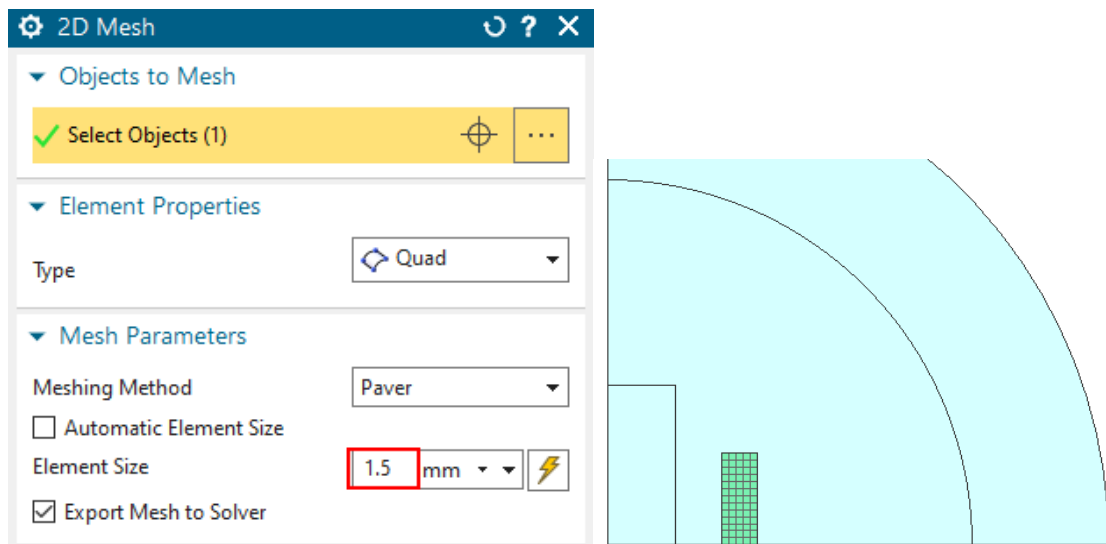 2D Mesh
Objects to Mesh
Select Objects (1)
Element Properties
Type Quad
Mesh Parameters
Meshing Method Paver
Automatic Element Size
Element Size 1.5 mm
Export Mesh to Solver